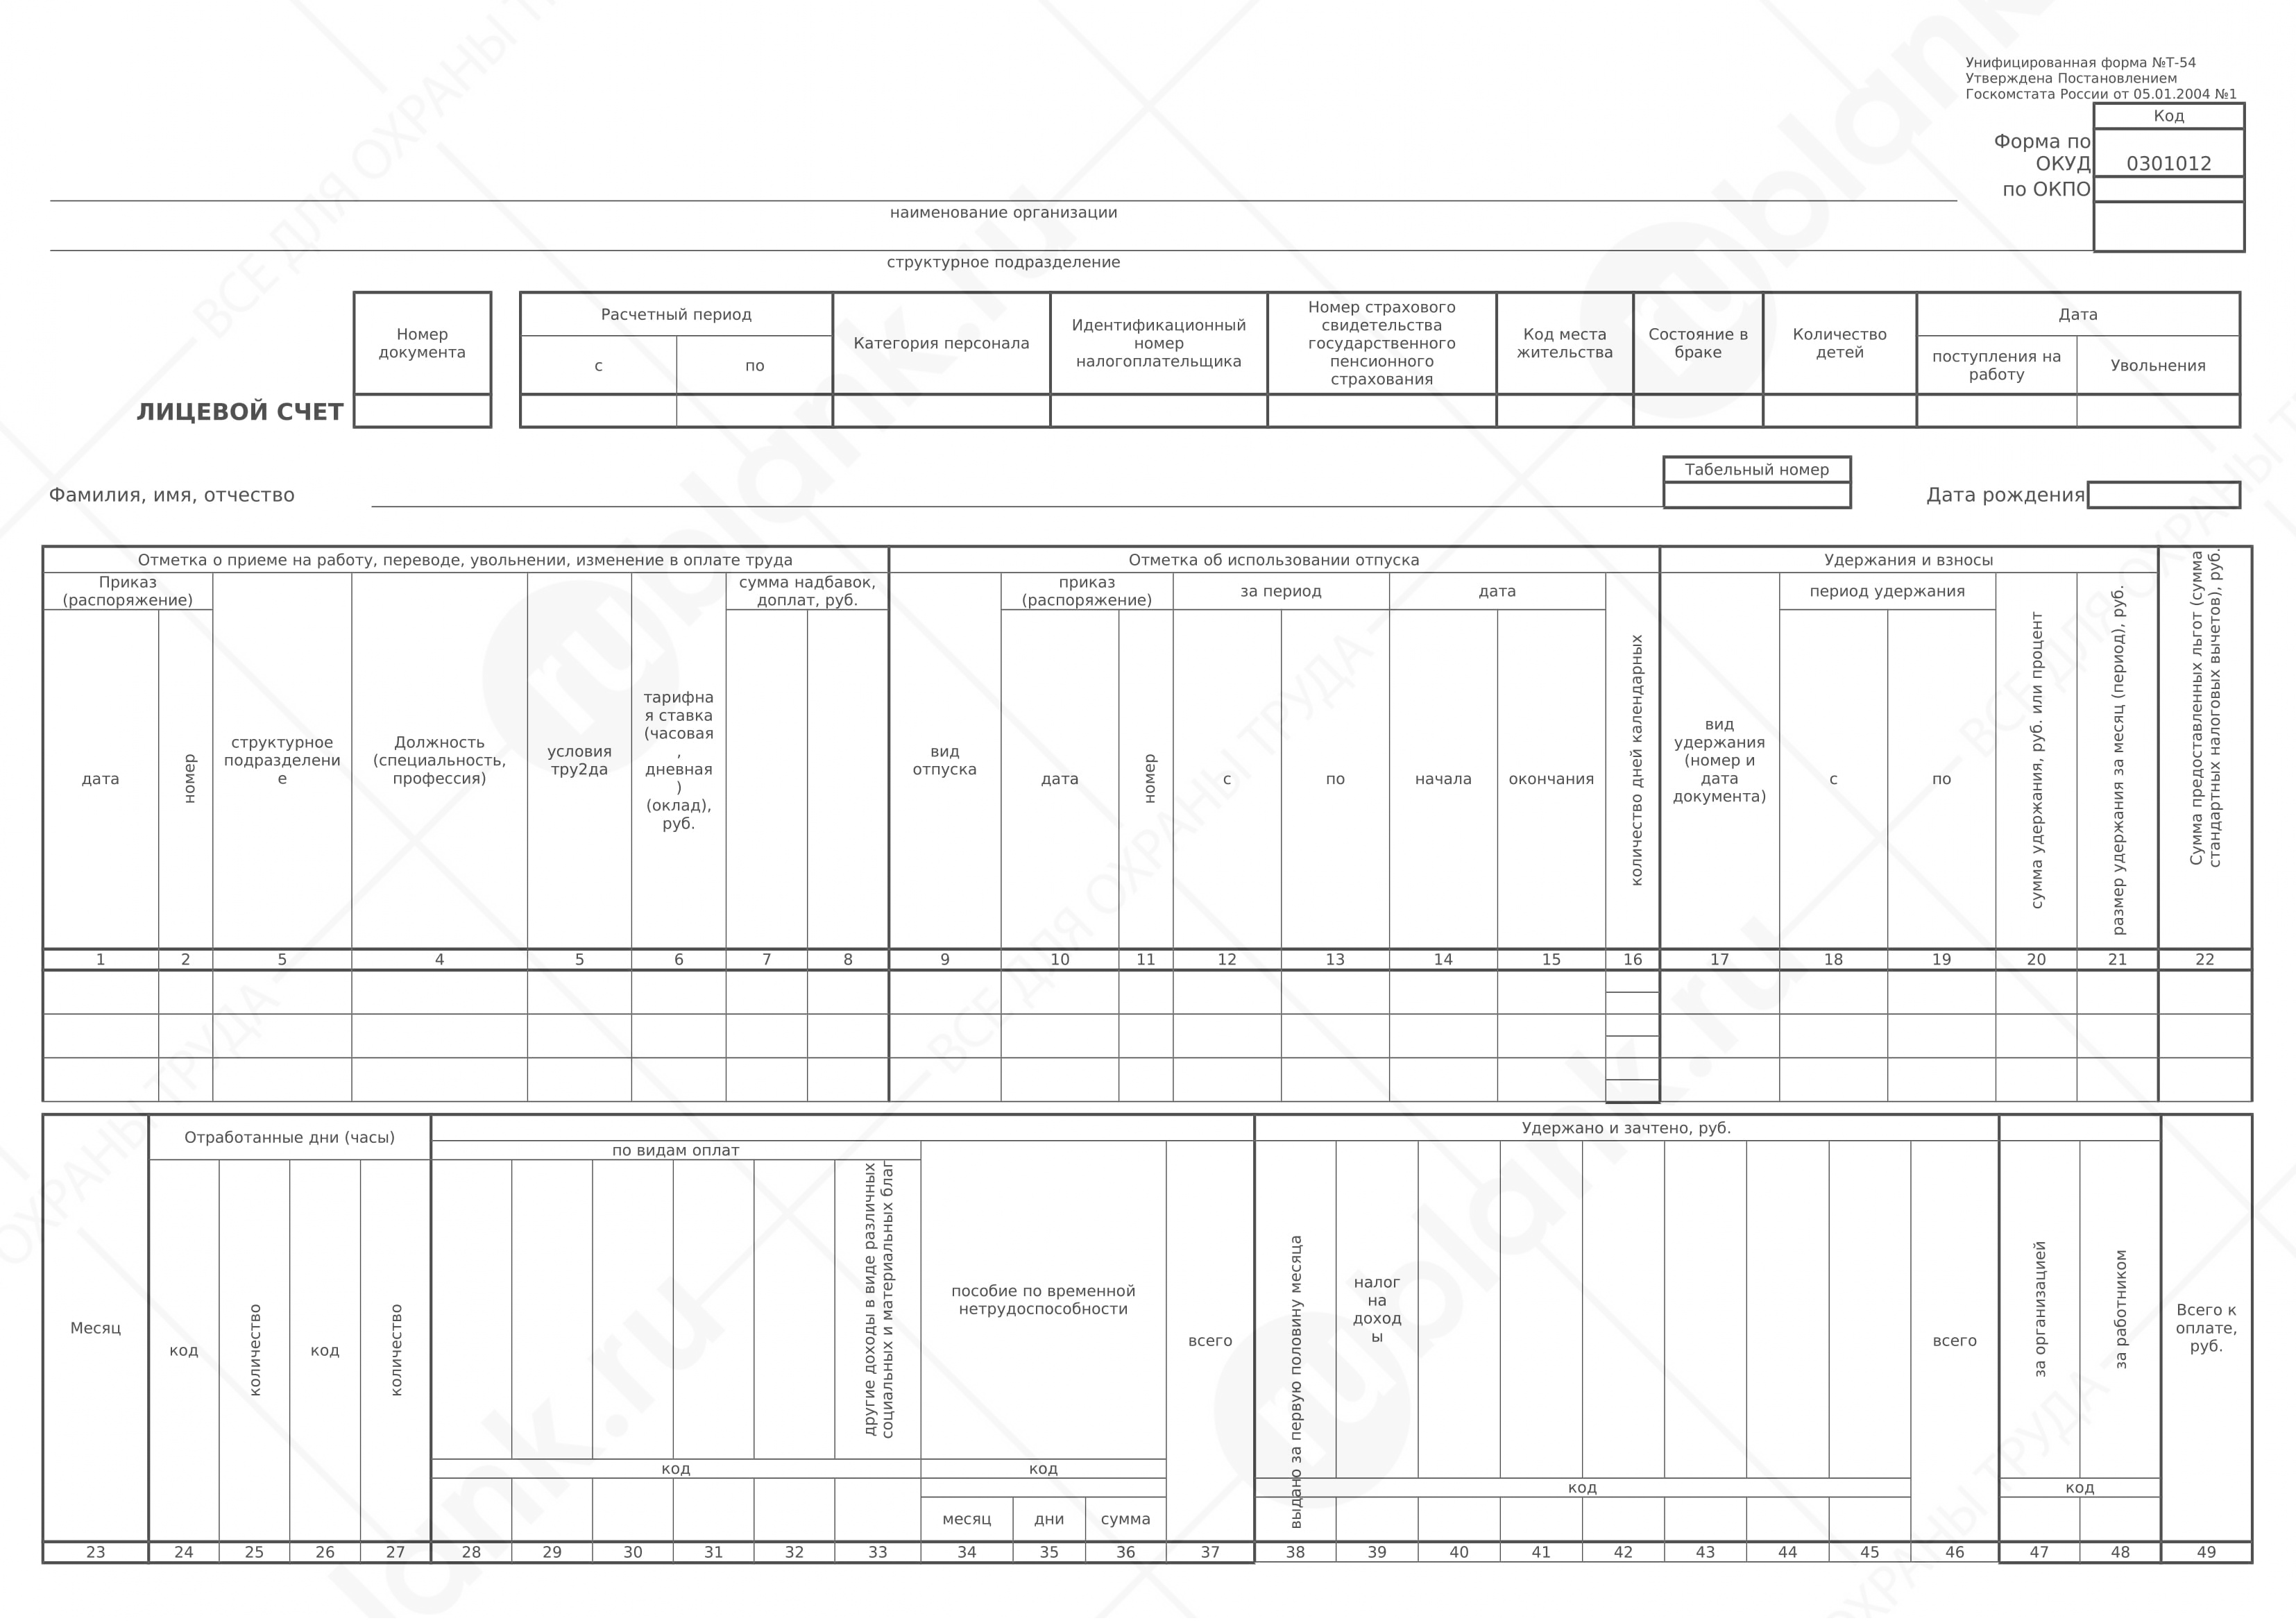 Унифицированная форма №Т-54
Утверждена Постановлением
Госкомстата России от 05.01.2004 №1
Код
Форма по
ОКУД
0301012
по ОКПО
наименование организации
структурное подразделение
ЛИЦЕВОЙ СЧЕТ
Номер
документа
Расчетный период
с
по
Категория персонала
Идентификационный
номер
налогоплательщика
Номер страхового
свидетельства
государственного
пенсионного
страхования
Код места
жительства
Состояние в
браке
Количество
детей
Дата
поступления на
работу
Увольнения
Фамилия, имя, отчество
Табельный номер
Дата рождения
Отметка о приеме на работу, переводе, увольнении, изменение в оплате труда
Отметка об использовании отпуска
Удержания и взносы
Приказ
(распоряжение)
дата
номер
структурное
подразделени
е
Должность
(специальность,
профессия)
условия
тру2да
тарифна
я ставка
(часовая
,
дневная
)
(оклад),
руб.
сумма надбавок,
доплат, руб.
вид
отпуска
приказ
(распоряжение)
дата
номер
за период
с
по
дата
начала
окончания
количество дней календарных
вид
удержания
(номер и
дата
документа)
период удержания
с
по
сумма удержания, руб. или процент
размер удержания за месяц (период), руб.
Сумма предоставленных льгот (сумма
стандартных налоговых вычетов), руб.
1 2 5 4 5 6 7 8 9 10 11 12 13 14 15 16 17 18 19 20 21 22
Месяц
Отработанные дни (часы)
код
количество
код
количество
по видам оплат
другие доходы в виде различных
социальных и материальных благ
код
пособие по временной
нетрудоспособности
код
месяц
дни
сумма
всего
Удержано и зачтено, руб.
выдано за первую половину месяца
налог
на
доход
ы
код
всего
за организацией
за работником
код
Всего к
оплате,
руб.
23 24 25 26 27 28 29 30 31 32 33 34 35 36 37 38 39 40 41 42 43 44 45 46 47 48 49
rublank.ru
ВСЕ ДЛЯ ОХРАНЫ ТРУДА